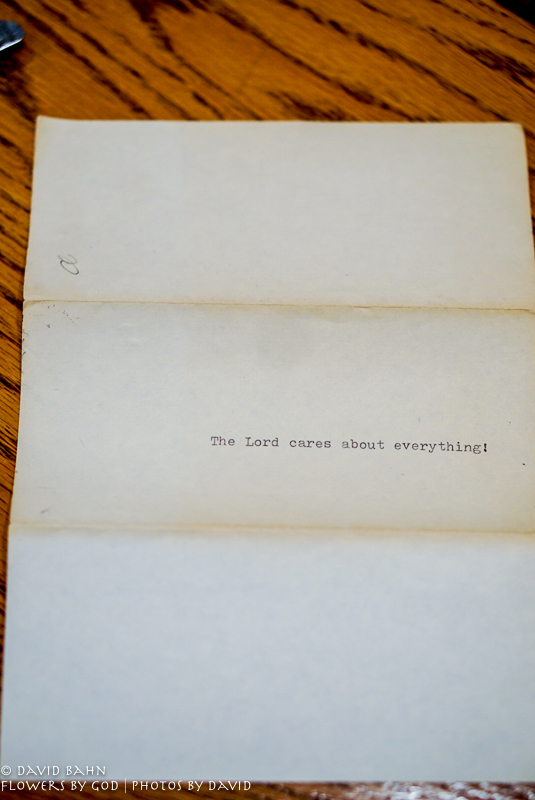 a
The Lord cares about everything!
© DAVID BAHN
FLOWERS BY GOD | PHOTOS BY DAVID